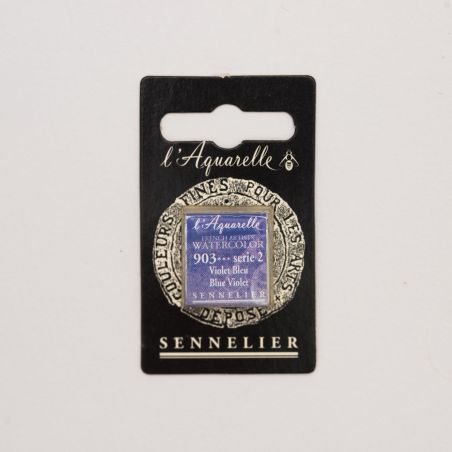 l'Aquarelle
COULEURS FINES POUR LES ARTS
DÉPOSÉ
l'Aquarelle
FRENCH ARTISTS'
WATERCOLOR
903*** serie 2
Violet Bleu
Blue Violet
SENNELIER
SENNELIER